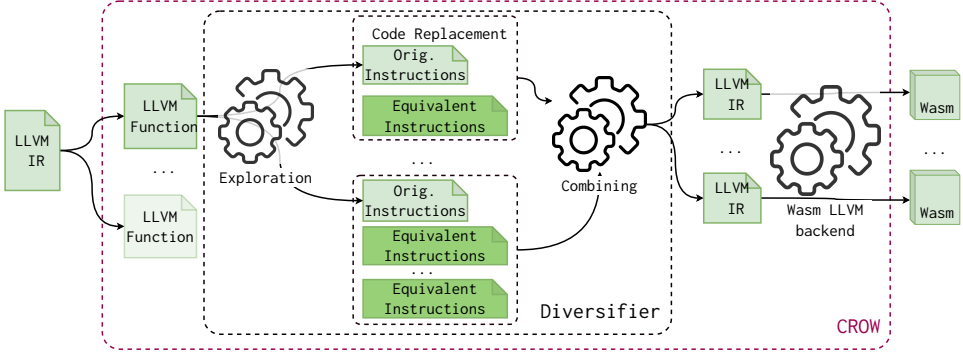 LLVM
IR
LLVM
Function
...
LLVM
Function
Exploration
Code Replacement
Orig.
Instructions
Equivalent
Instructions
...
Orig.
Instructions
Equivalent
Instructions
...
Equivalent
Instructions
Combining
Diversifier
LLVM
IR
...
LLVM
IR
Wasm LLVM
backend
CROW
Wasm
...
Wasm